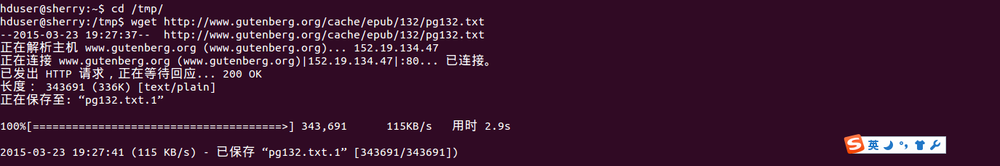 hduser@sherry:~$ cd /tmp/
hduser@sherry:/tmp$ wget http://www.gutenberg.org/cache/epub/132/pg132.txt
--2015-03-23 19:27:37--  http://www.gutenberg.org/cache/epub/132/pg132.txt
正在解析主机 www.gutenberg.org (www.gutenberg.org)... 152.19.134.47
正在连接 www.gutenberg.org (www.gutenberg.org)|152.19.134.47|:80... 已连接。
已发出 HTTP 请求，正在等待回应... 200 OK
长度： 343691 (336K) [text/plain]
正在保存至: “pg132.txt.1”
100%[======================================>] 343,691      115KB/s   用时 2.9s
2015-03-23 19:27:41 (115 KB/s) - 已保存 “pg132.txt.1” [343691/343691])
S 英